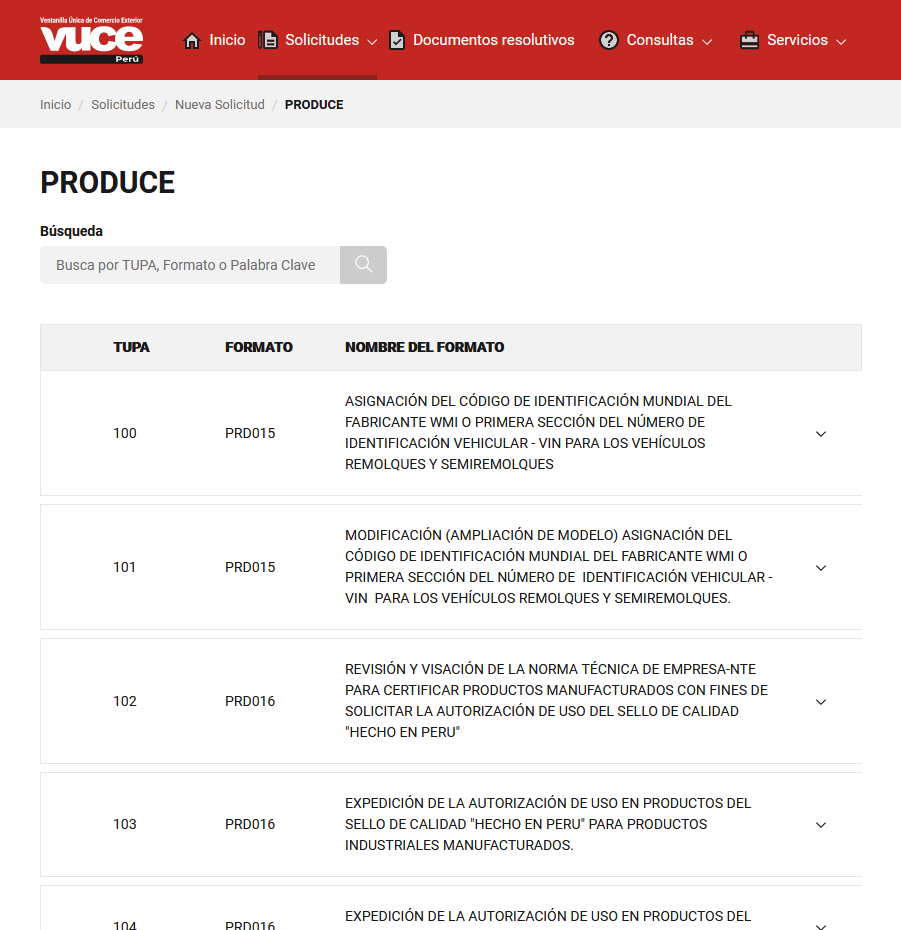 Ventanilla Única de Comercio Exterior
vuce
Perú
Inicio
Solicitudes
Documentos resolutivos
Consultas
Servicios
Inicio / Solicitudes / Nueva Solicitud / PRODUCE
PRODUCE
Búsqueda
Busca por TUPA, Formato o Palabra Clave
TUPA FORMATO NOMBRE DEL FORMATO
100 PRD015
ASIGNACIÓN DEL CÓDIGO DE IDENTIFICACIÓN MUNDIAL DEL
FABRICANTE WMI O PRIMERA SECCIÓN DEL NÚMERO DE
IDENTIFICACIÓN VEHICULAR - VIN PARA LOS VEHÍCULOS
REMOLQUES Y SEMIREMOLQUES
101 PRD015
MODIFICACIÓN (AMPLIACIÓN DE MODELO) ASIGNACIÓN DEL
CÓDIGO DE IDENTIFICACIÓN MUNDIAL DEL FABRICANTE WMI O
PRIMERA SECCIÓN DEL NÚMERO DE  IDENTIFICACIÓN VEHICULAR -
VIN  PARA LOS VEHÍCULOS REMOLQUES Y SEMIREMOLQUES.
102 PRD016
REVISIÓN Y VISACIÓN DE LA NORMA TÉCNICA DE EMPRESA-NTE
PARA CERTIFICAR PRODUCTOS MANUFACTURADOS CON FINES DE
SOLICITAR LA AUTORIZACIÓN DE USO DEL SELLO DE CALIDAD
"HECHO EN PERU"
103 PRD016
EXPEDICIÓN DE LA AUTORIZACIÓN DE USO EN PRODUCTOS DEL
SELLO DE CALIDAD "HECHO EN PERU" PARA PRODUCTOS
INDUSTRIALES MANUFACTURADOS.
104 PRD016
EXPEDICIÓN DE LA AUTORIZACIÓN DE USO EN PRODUCTOS DEL